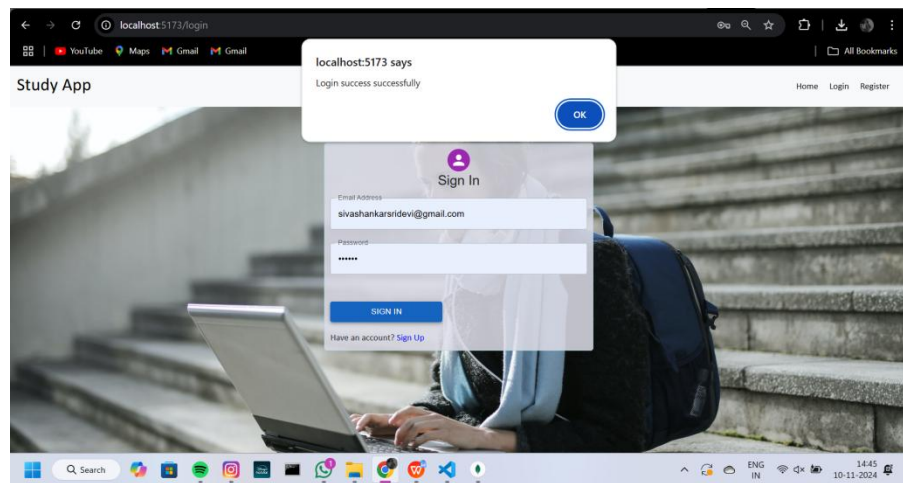 localhost:5173/login
YouTube Maps Gmail Gmail All Bookmarks
localhost:5173 says
Login success successfully
OK
Study App
Home Login Register
Sign In
Email Address
sivashankarsridevi@gmail.com
Password
SIGN IN
Have an account? Sign Up
Search
ENG
IN
14:45
10-11-2024